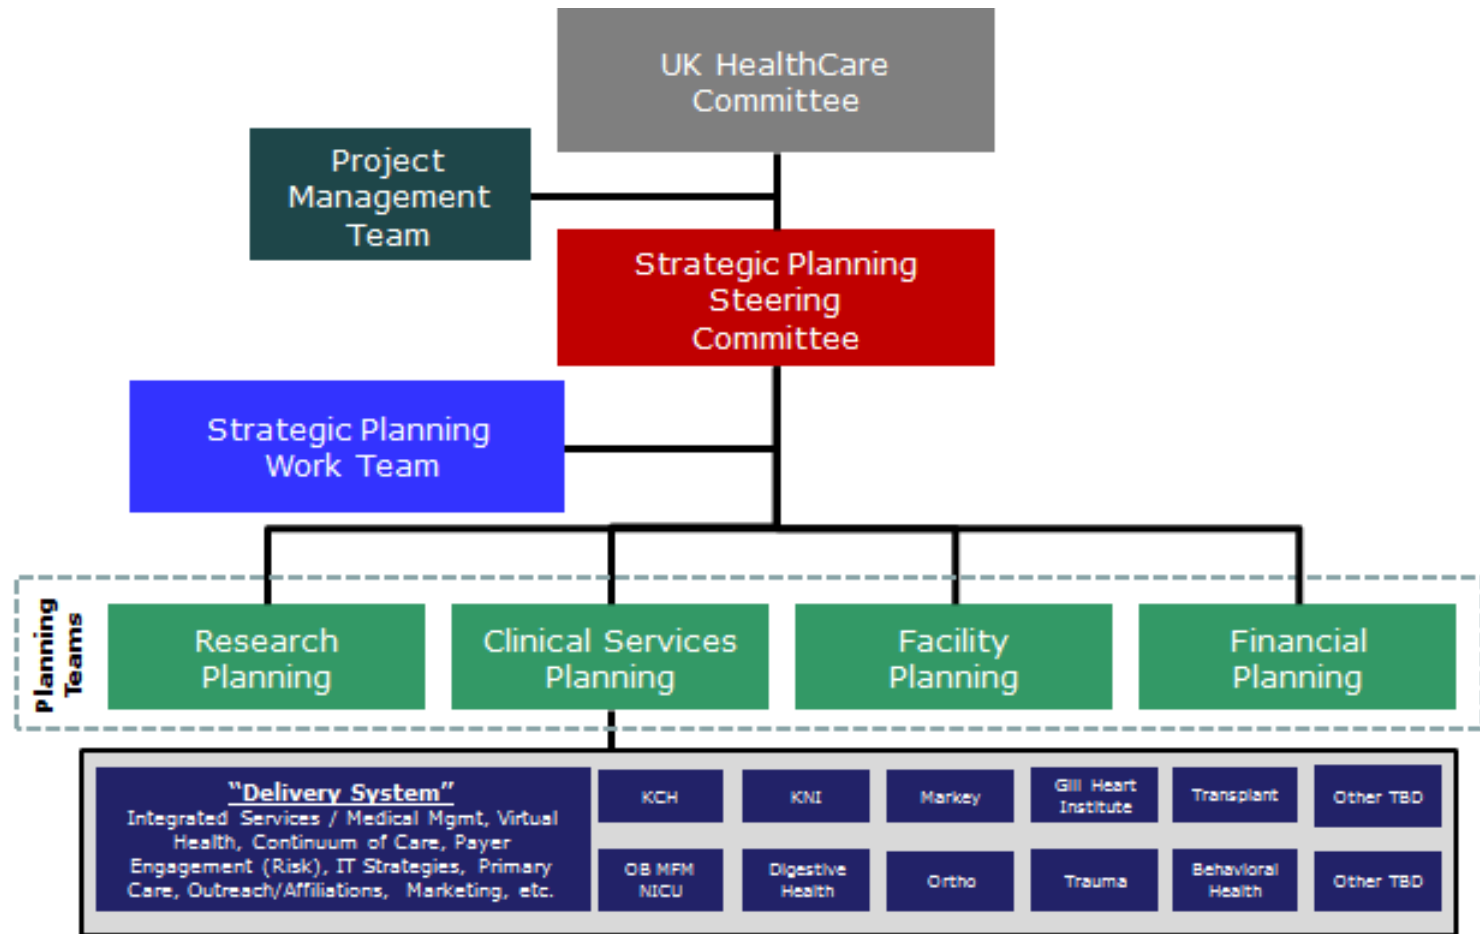 UK HealthCare
Committee
Project
Management
Team
Strategic Planning
Steering
Committee
Strategic Planning
Work Team
Planning
Teams
Research
Planning
Clinical Services
Planning
Facility
Planning
Financial
Planning
“Delivery System”
Integrated Services / Medical Mgmt, Virtual
Health, Continuum of Care, Payer
Engagement (Risk), IT Strategies, Primary
Care, Outreach/Affiliations, Marketing, etc.
KCH
KNI
Markey
Gill Heart
Institute
Transplant
Other TBD
OB MFM
NICU
Digestive
Health
Ortho
Trauma
Behavioral
Health
Other TBD